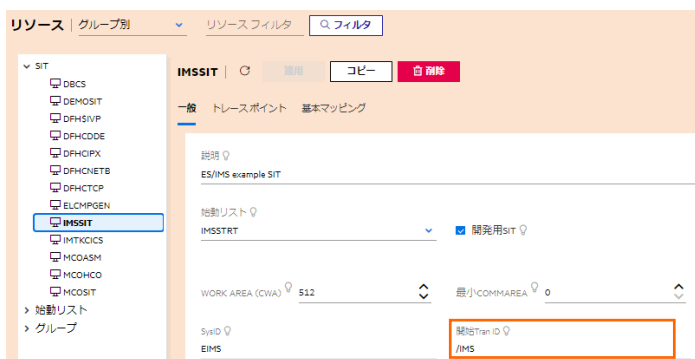 リソース | グループ別 リソースフィルタ フィルタ
SIT
DBCS
DEMOSIT
DFH$IVP
DFHCDDE
DFHCIPX
DFHCNETB
DFHCTCP
ELCMPGEN
IMSSIT
IMTKCICS
MCOASM
MCOHCO
MCOSIT
始動リスト
グループ
IMSSIT | 適用 コピー 削除
一般 トレースポイント 基本マッピング
説明
ES/IMS example SIT
始動リスト
IMSSTRT 開発用SIT
WORK AREA (CWA) 512 最小COMMAREA 0
SysID 開始Tran ID
EIMS /IMS